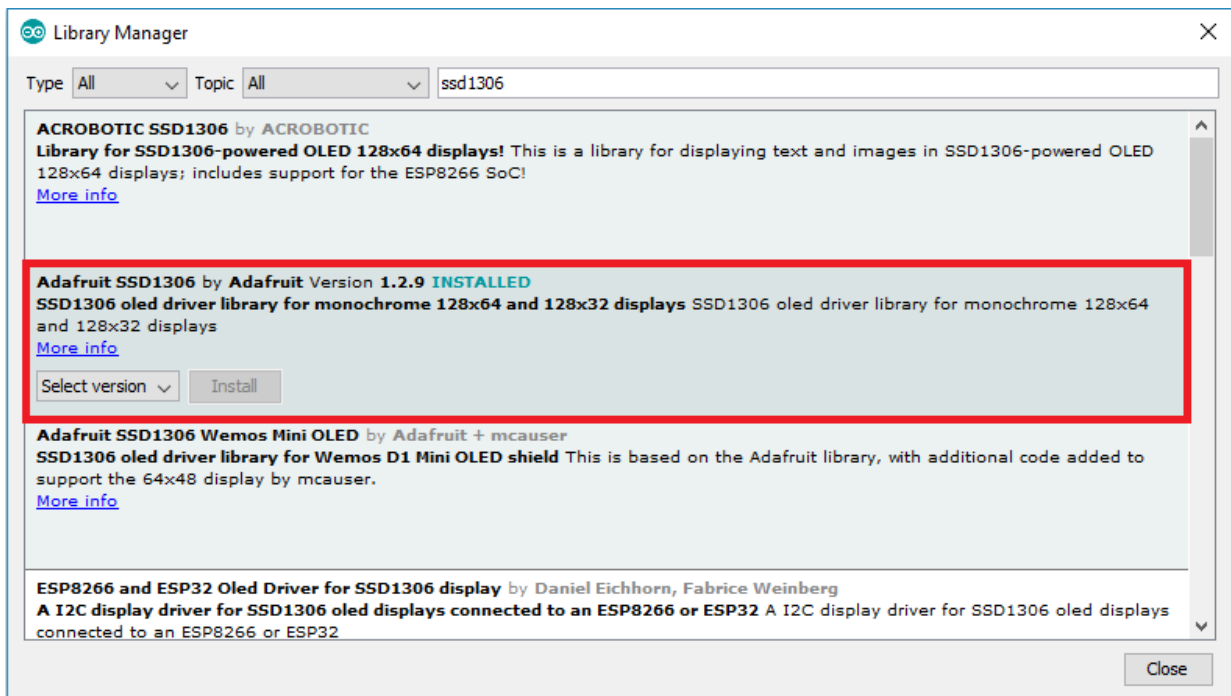 Library Manager
Type All Topic All ssd1306
ACROBOTIC SSD1306 by ACROBOTIC
Library for SSD1306-powered OLED 128x64 displays! This is a library for displaying text and images in SSD1306-powered OLED
128x64 displays; includes support for the ESP8266 SoC!
More info
Adafruit SSD1306 by Adafruit Version 1.2.9 INSTALLED
SSD1306 oled driver library for monochrome 128x64 and 128x32 displays SSD1306 oled driver library for monochrome 128x64
and 128x32 displays
More info
Select version Install
Adafruit SSD1306 Wemos Mini OLED by Adafruit + mcauser
SSD1306 oled driver library for Wemos D1 Mini OLED shield This is based on the Adafruit library, with additional code added to
support the 64x48 display by mcauser.
More info
ESP8266 and ESP32 Oled Driver for SSD1306 display by Daniel Eichhorn, Fabrice Weinberg
A I2C display driver for SSD1306 oled displays connected to an ESP8266 or ESP32 A I2C display driver for SSD1306 oled displays
connected to an ESP8266 or ESP32
Close